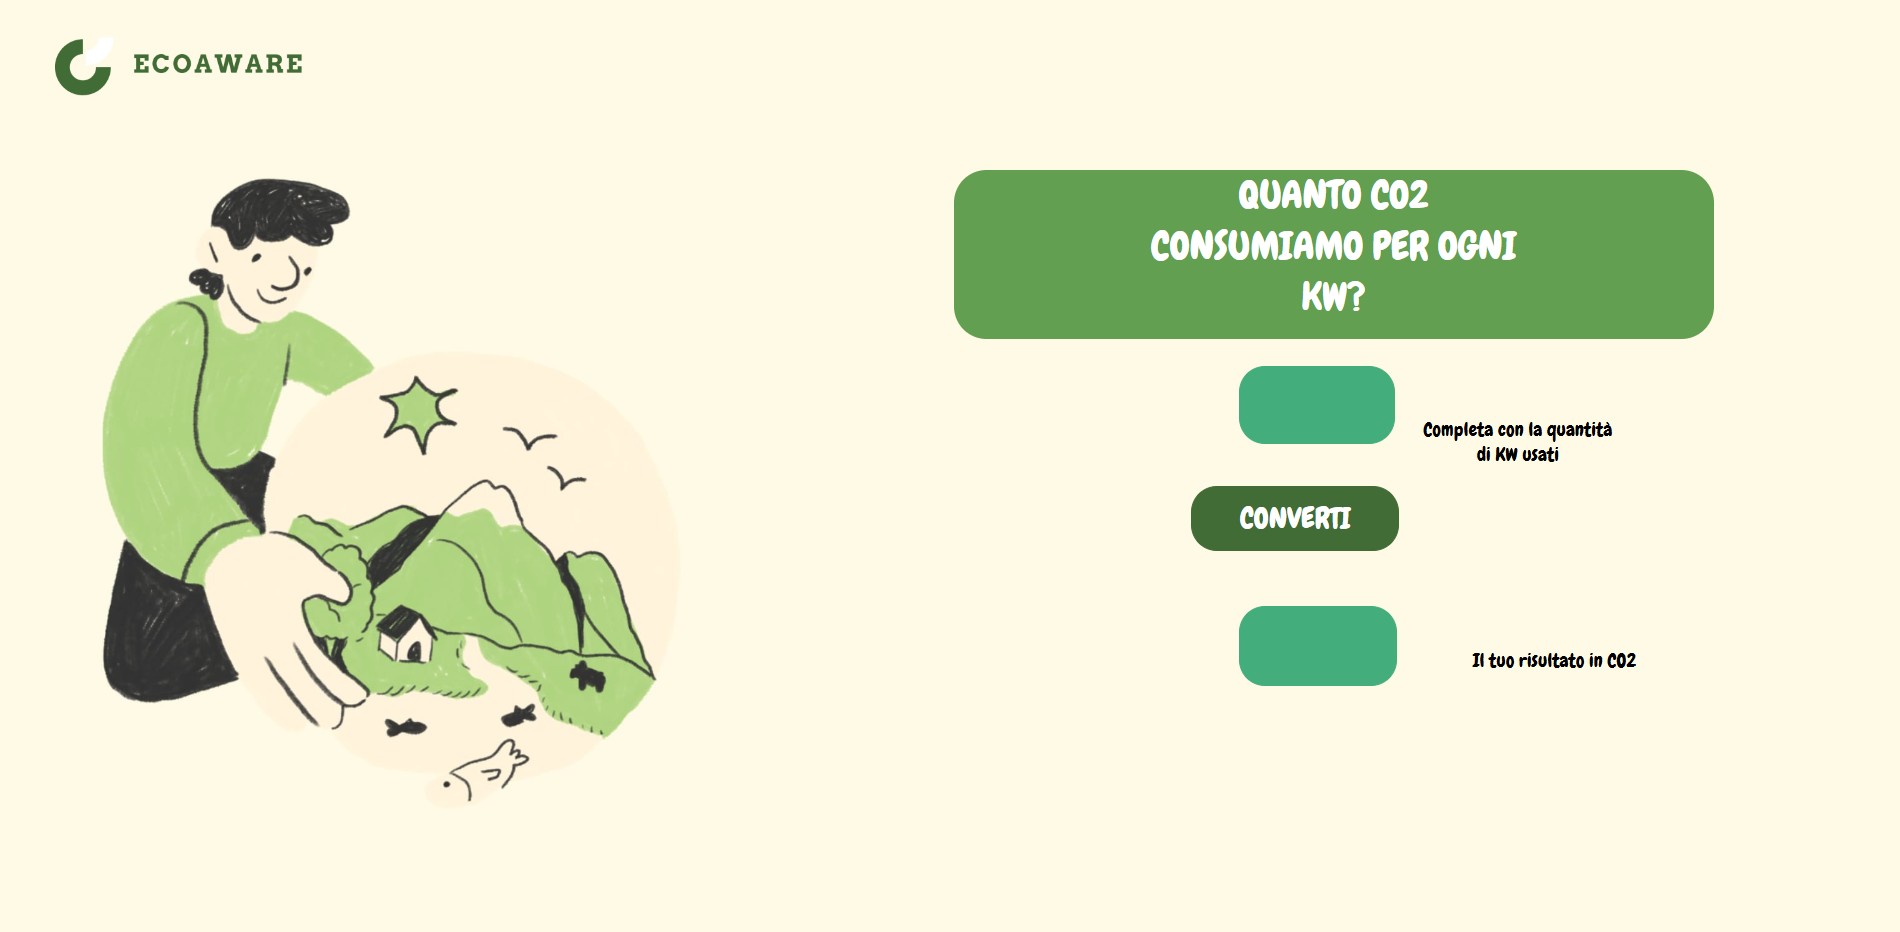 ECOAWARE
QUANTO CO2
CONSUMIAMO PER OGNI
KW?
Completa con la quantità
di KW usati
CONVERTI
Il tuo risultato in CO2